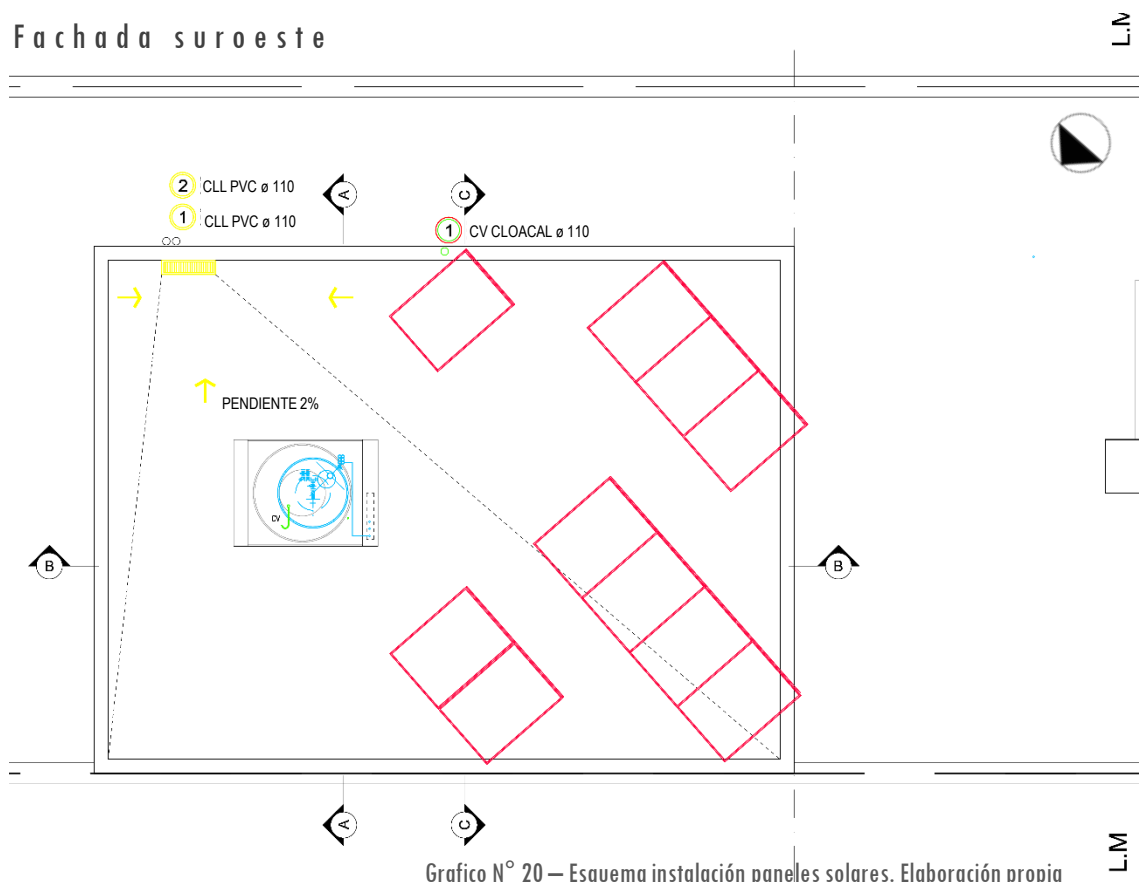 Fachada suroeste
L.M
2 CLL PVC ø 110
1 CLL PVC ø 110
A
C
1 CV CLOACAL ø 110
PENDIENTE 2%
CV
B
B
A
C
L.M
Grafico N° 20 – Esquema instalación paneles solares. Elaboración propia